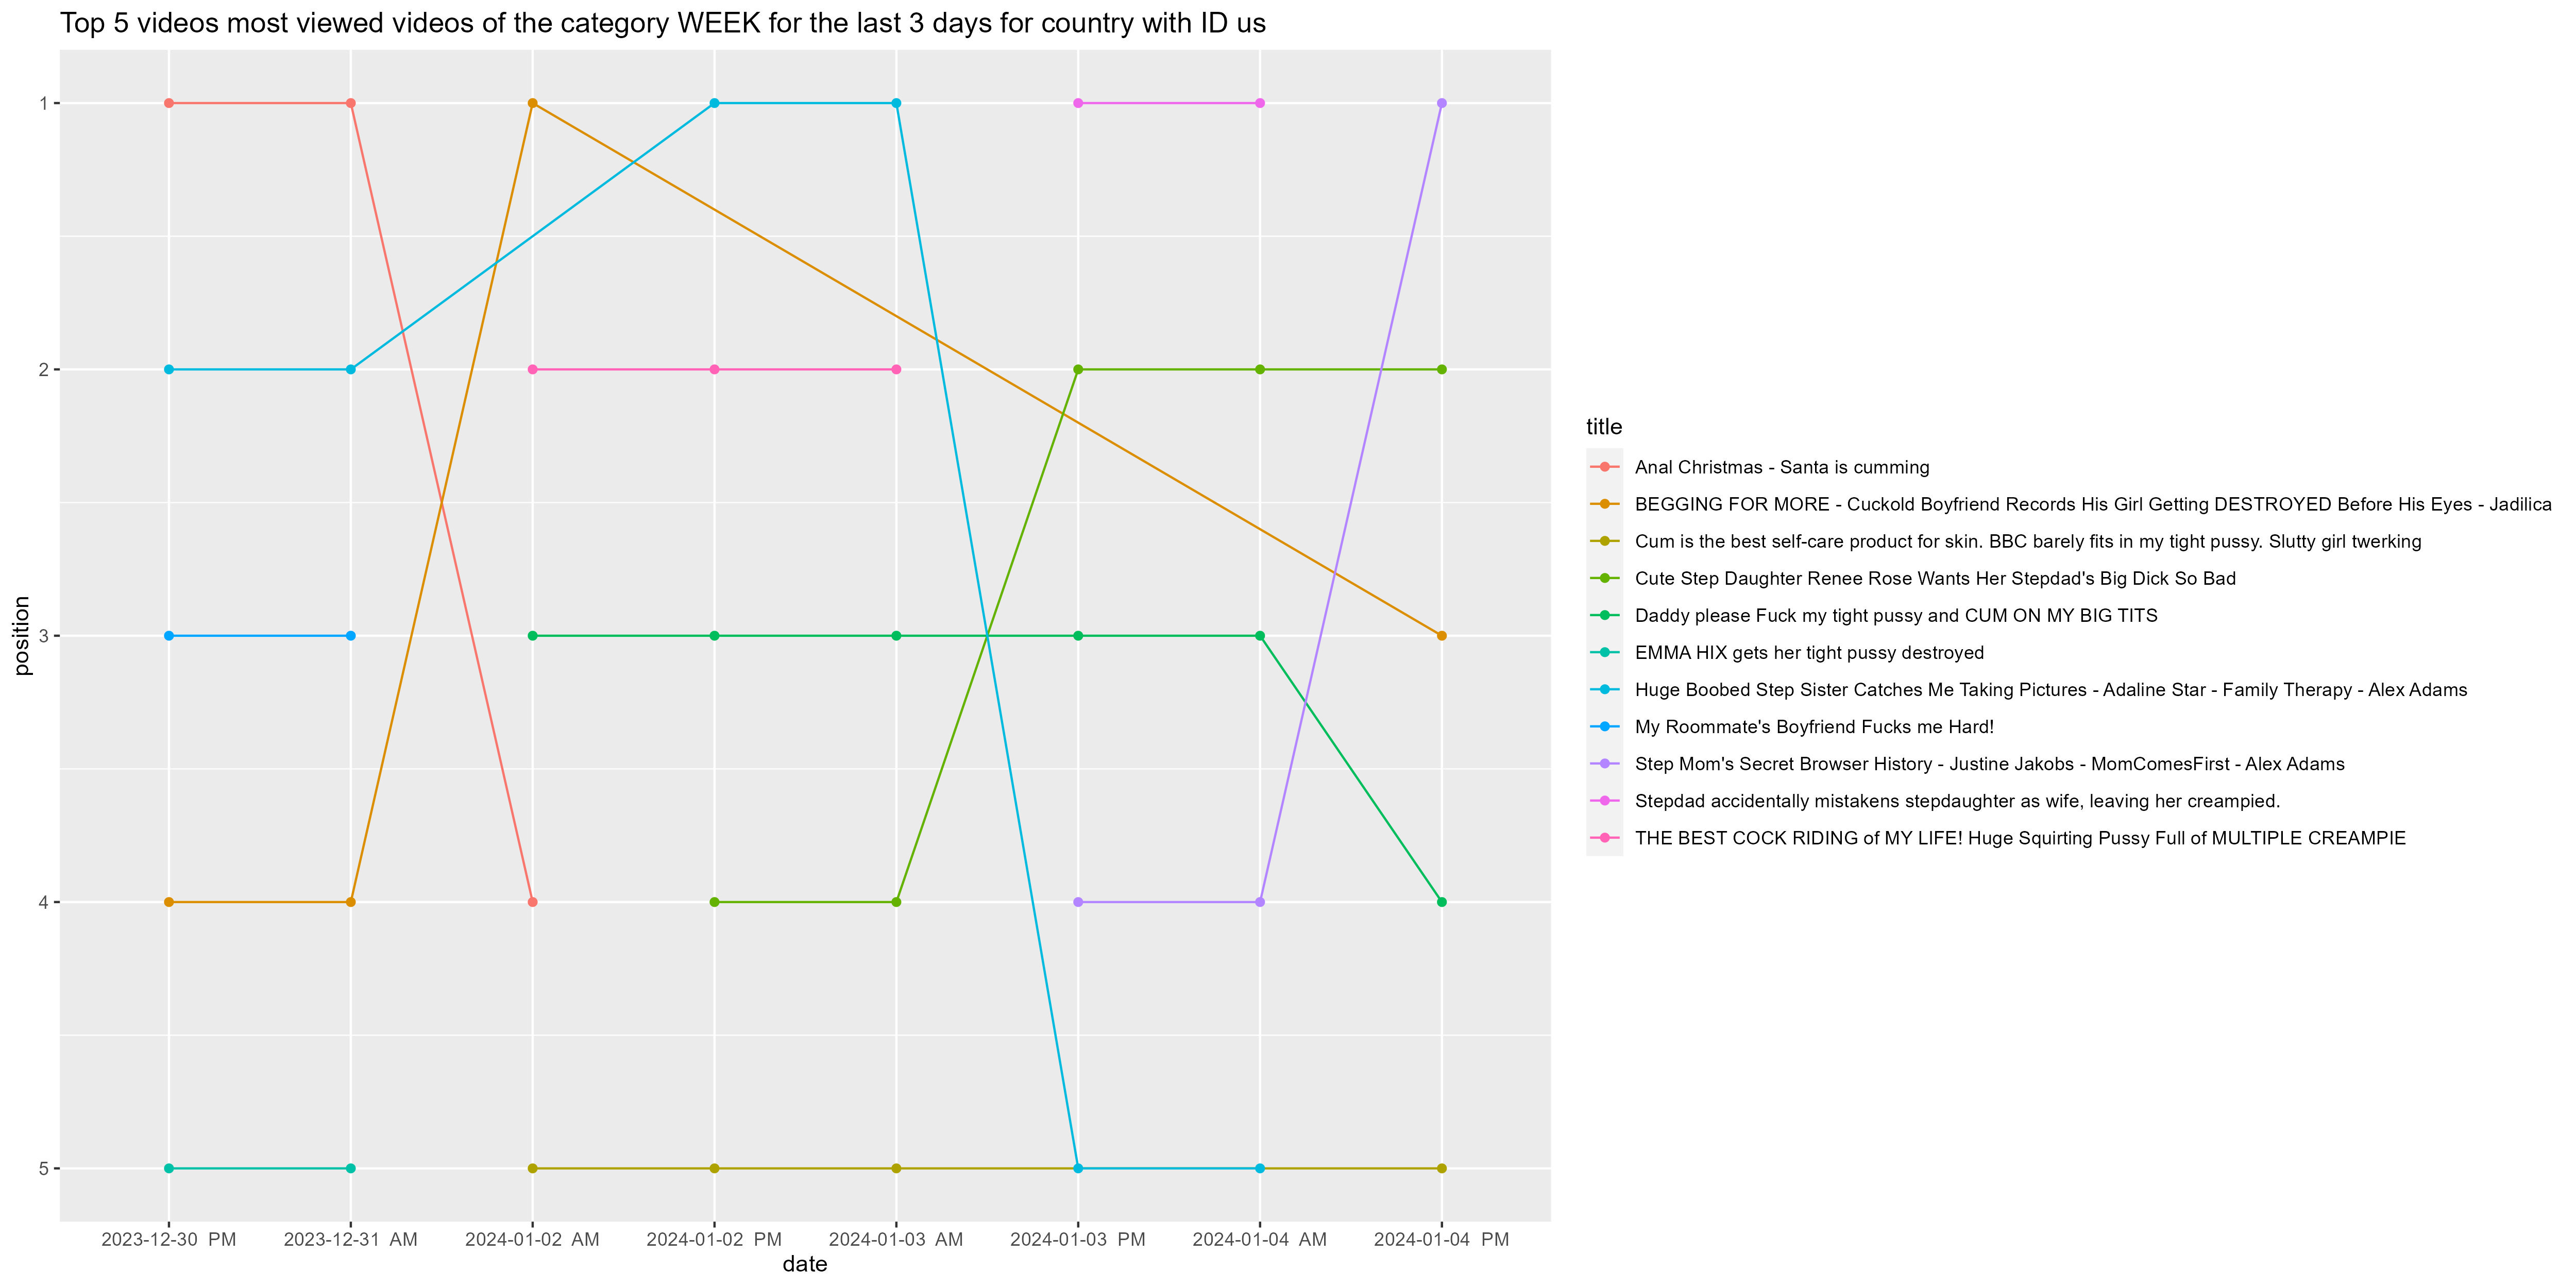 Top 5 videos most viewed videos of the category WEEK for the last 3 days for country with ID us
1
2
3
4
5
position
2023-12-30 PM
2023-12-31 AM
2024-01-02 AM
2024-01-02 PM
2024-01-03 AM
2024-01-03 PM
2024-01-04 AM
2024-01-04 PM
date
title
Anal Christmas - Santa is cumming
BEGGING FOR MORE - Cuckold Boyfriend Records His Girl Getting DESTROYED Before His Eyes - Jadilica
Cum is the best self-care product for skin. BBC barely fits in my tight pussy. Slutty girl twerking
Cute Step Daughter Renee Rose Wants Her Stepdad's Big Dick So Bad
Daddy please Fuck my tight pussy and CUM ON MY BIG TITS
EMMA HIX gets her tight pussy destroyed
Huge Boobed Step Sister Catches Me Taking Pictures - Adaline Star - Family Therapy - Alex Adams
My Roommate's Boyfriend Fucks me Hard!
Step Mom's Secret Browser History - Justine Jakobs - MomComesFirst - Alex Adams
Stepdad accidentally mistakens stepdaughter as wife, leaving her creampied.
THE BEST COCK RIDING of MY LIFE! Huge Squirting Pussy Full of MULTIPLE CREAMPIE